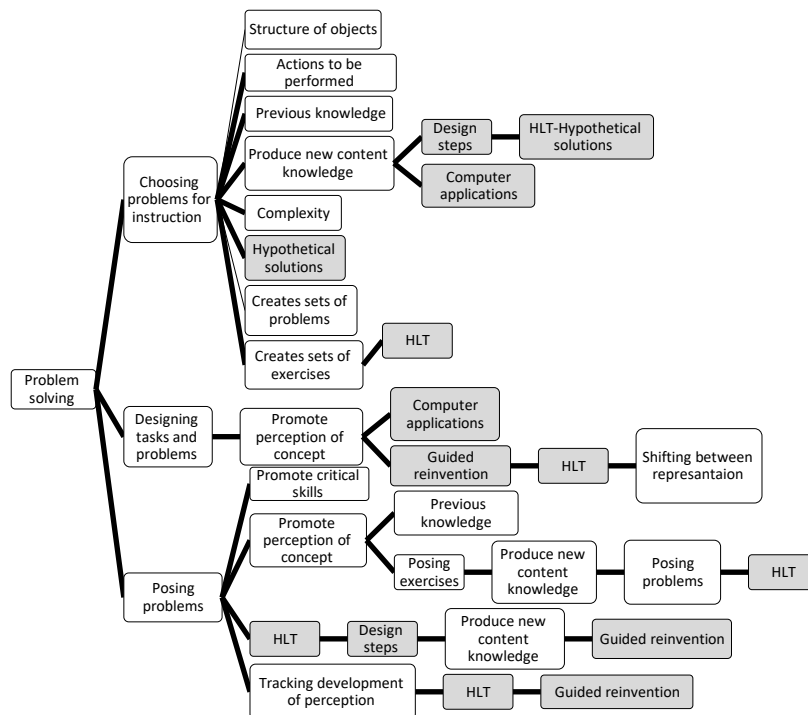 Structure of objects
Actions to be
performed
Previous knowledge
Produce new content
knowledge
Design
steps
HLT-Hypothetical
solutions
Computer
applications
Choosing
problems for
instruction
Complexity
Hypothetical
solutions
Creates sets of
problems
Creates sets of
exercises
HLT
Problem
solving
Designing
tasks and
problems
Promote
perception of
concept
Computer
applications
Guided
reinvention
HLT
Shifting between
represantaion
Promote critical
skills
Promote
perception of
concept
Previous
knowledge
Posing
exercises
Produce new
content
knowledge
Posing
problems
HLT
Posing
problems
HLT
Design
steps
Produce new
content
knowledge
Guided reinvention
Tracking development
of perception
HLT
Guided reinvention